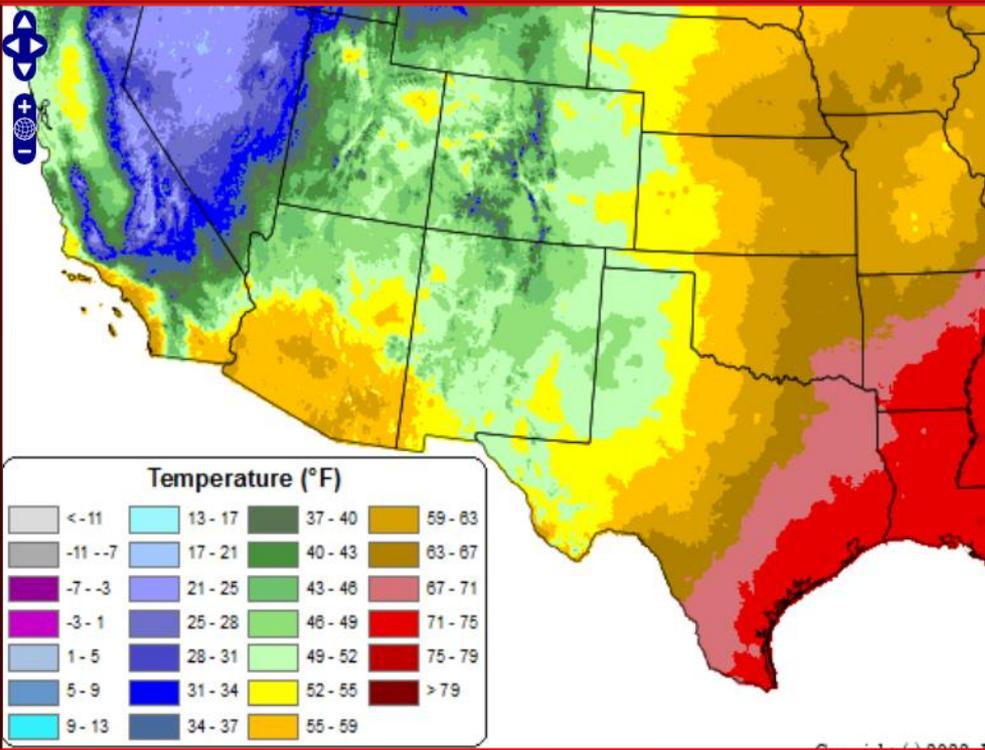 +
−
Temperature (°F)
< -11 13 - 17 37 - 40 59 - 63
-11 - -7 17 - 21 40 - 43 63 - 67
-7 - -3 21 - 25 43 - 46 67 - 71
-3 - 1 25 - 28 46 - 49 71 - 75
1 - 5 28 - 31 49 - 52 75 - 79
5 - 9 31 - 34 52 - 55 > 79
9 - 13 34 - 37 55 - 59